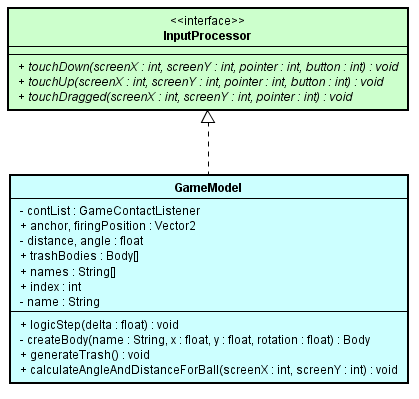 <<interface>>
InputProcessor
+ touchDown(screenX : int, screenY : int, pointer : int, button : int) : void
+ touchUp(screenX : int, screenY : int, pointer : int, button : int) : void
+ touchDragged(screenX : int, screenY : int, pointer : int) : void
GameModel
- contList : GameContactListener
+ anchor, firingPosition : Vector2
- distance, angle : float
+ trashBodies : Body[]
+ names : String[]
+ index : int
- name : String
+ logicStep(delta : float) : void
- createBody(name : String, x : float, y : float, rotation : float) : Body
+ generateTrash() : void
+ calculateAngleAndDistanceForBall(screenX : int, screenY : int) : void